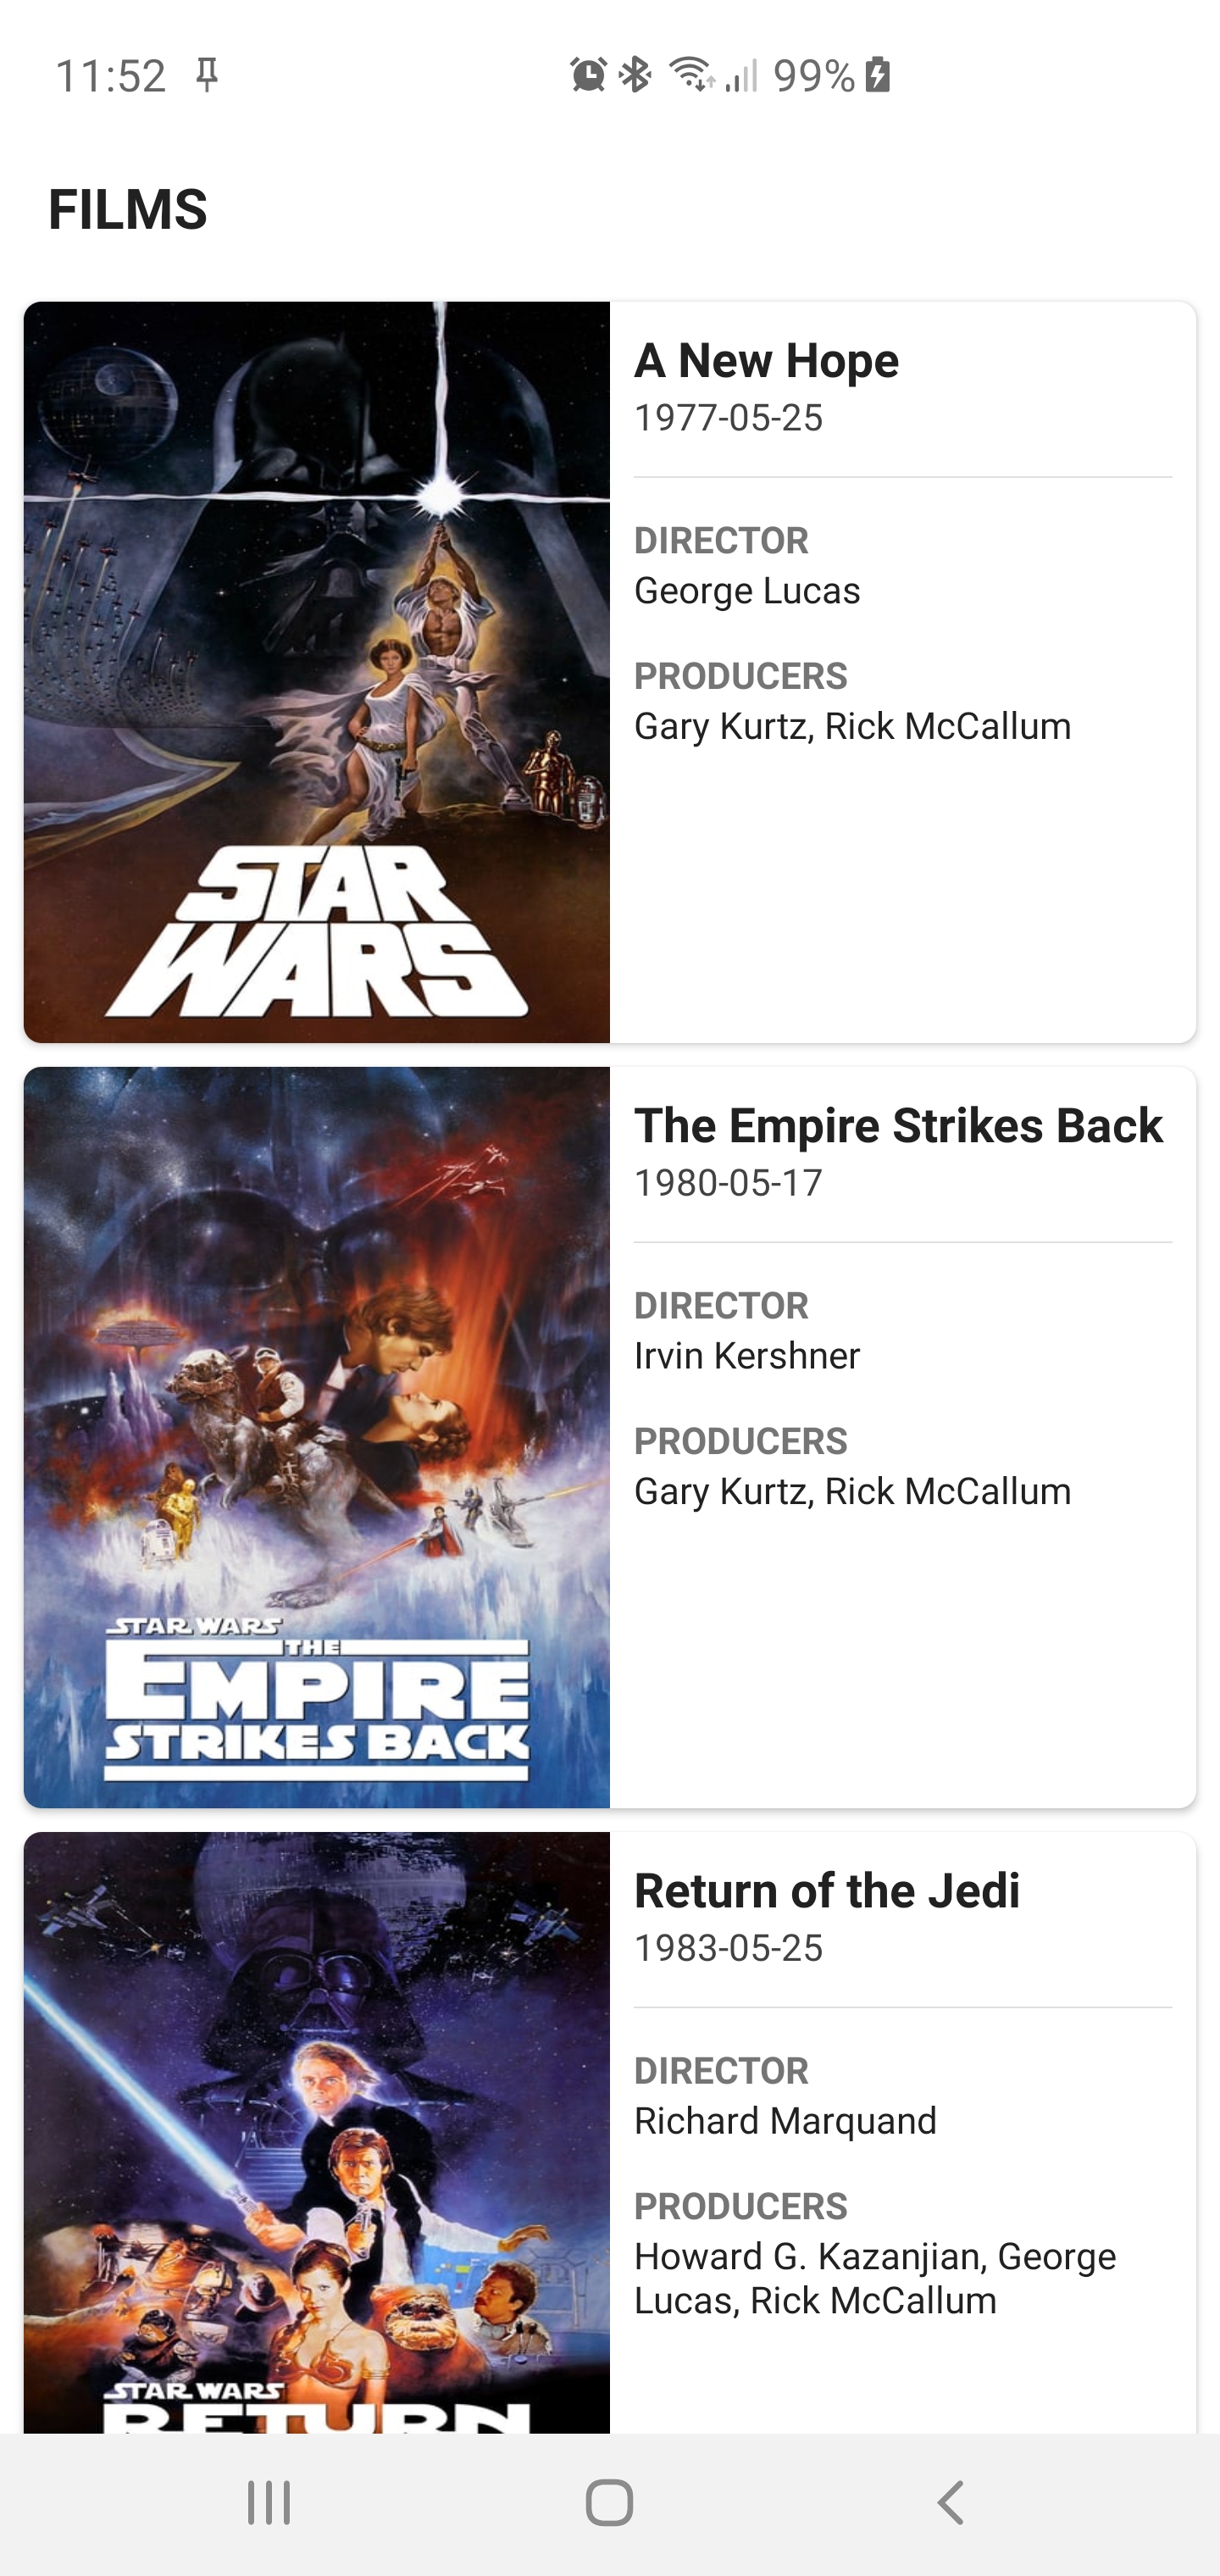 11:52
99%
FILMS
STAR
WARS
A New Hope
1977-05-25
DIRECTOR
George Lucas
PRODUCERS
Gary Kurtz, Rick McCallum
STAR WARS
THE
EMPIRE
STRIKES BACK
The Empire Strikes Back
1980-05-17
DIRECTOR
Irvin Kershner
PRODUCERS
Gary Kurtz, Rick McCallum
STAR WARS
RETURN
Return of the Jedi
1983-05-25
DIRECTOR
Richard Marquand
PRODUCERS
Howard G. Kazanjian, George
Lucas, Rick McCallum